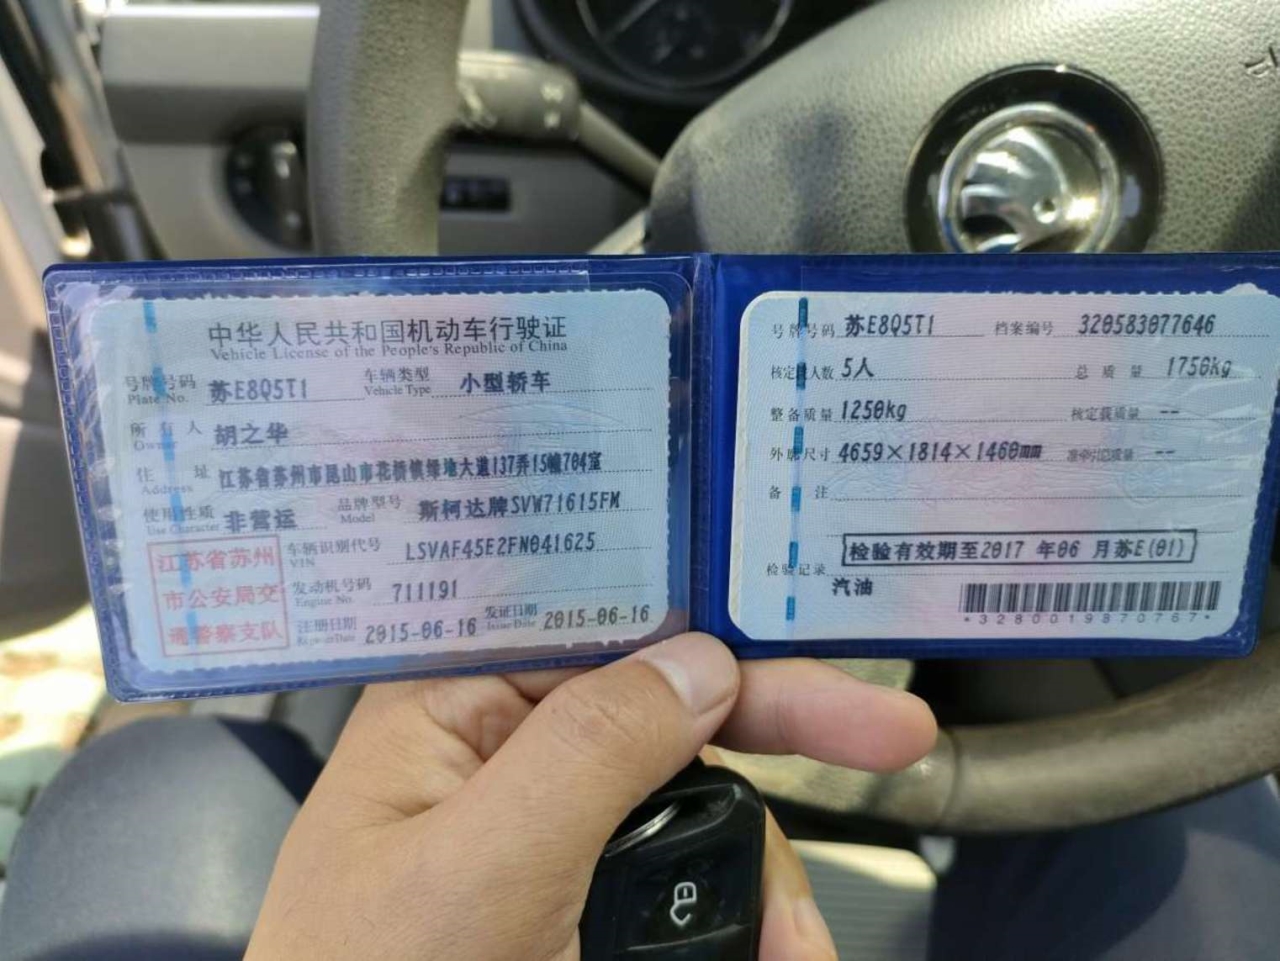 中华人民共和国机动车行驶证
Vehicle License of the People's Republic of China
号牌号码 苏E8Q5T1 车辆类型 小型轿车
Plate No. Vehicle Type
所有人 胡之华
Owner
住址 江苏省苏州市昆山市花桥镇绿地大道137弄15幢704室
Address
使用性质 非营运 品牌型号 斯柯达牌SVW71615FM
Use Character Model
江苏省苏州
市公安局交
通警察支队
车辆识别代号 LSVAF45E2FN041625
VIN
发动机号码 711191
Engine No.
注册日期 2015-06-16 发证日期 2015-06-16
Register Date Issue Date
号牌号码 苏E8Q5T1 档案编号 320583077646
核定载人数 5人 总质量 1750kg
整备质量 1250kg 核定载质量 --
外廓尺寸 4659×1814×1460mm 准牵引总质量 --
备注
检验记录 检验有效期至2017 年06 月苏E(01)
汽油
*3280019870767*